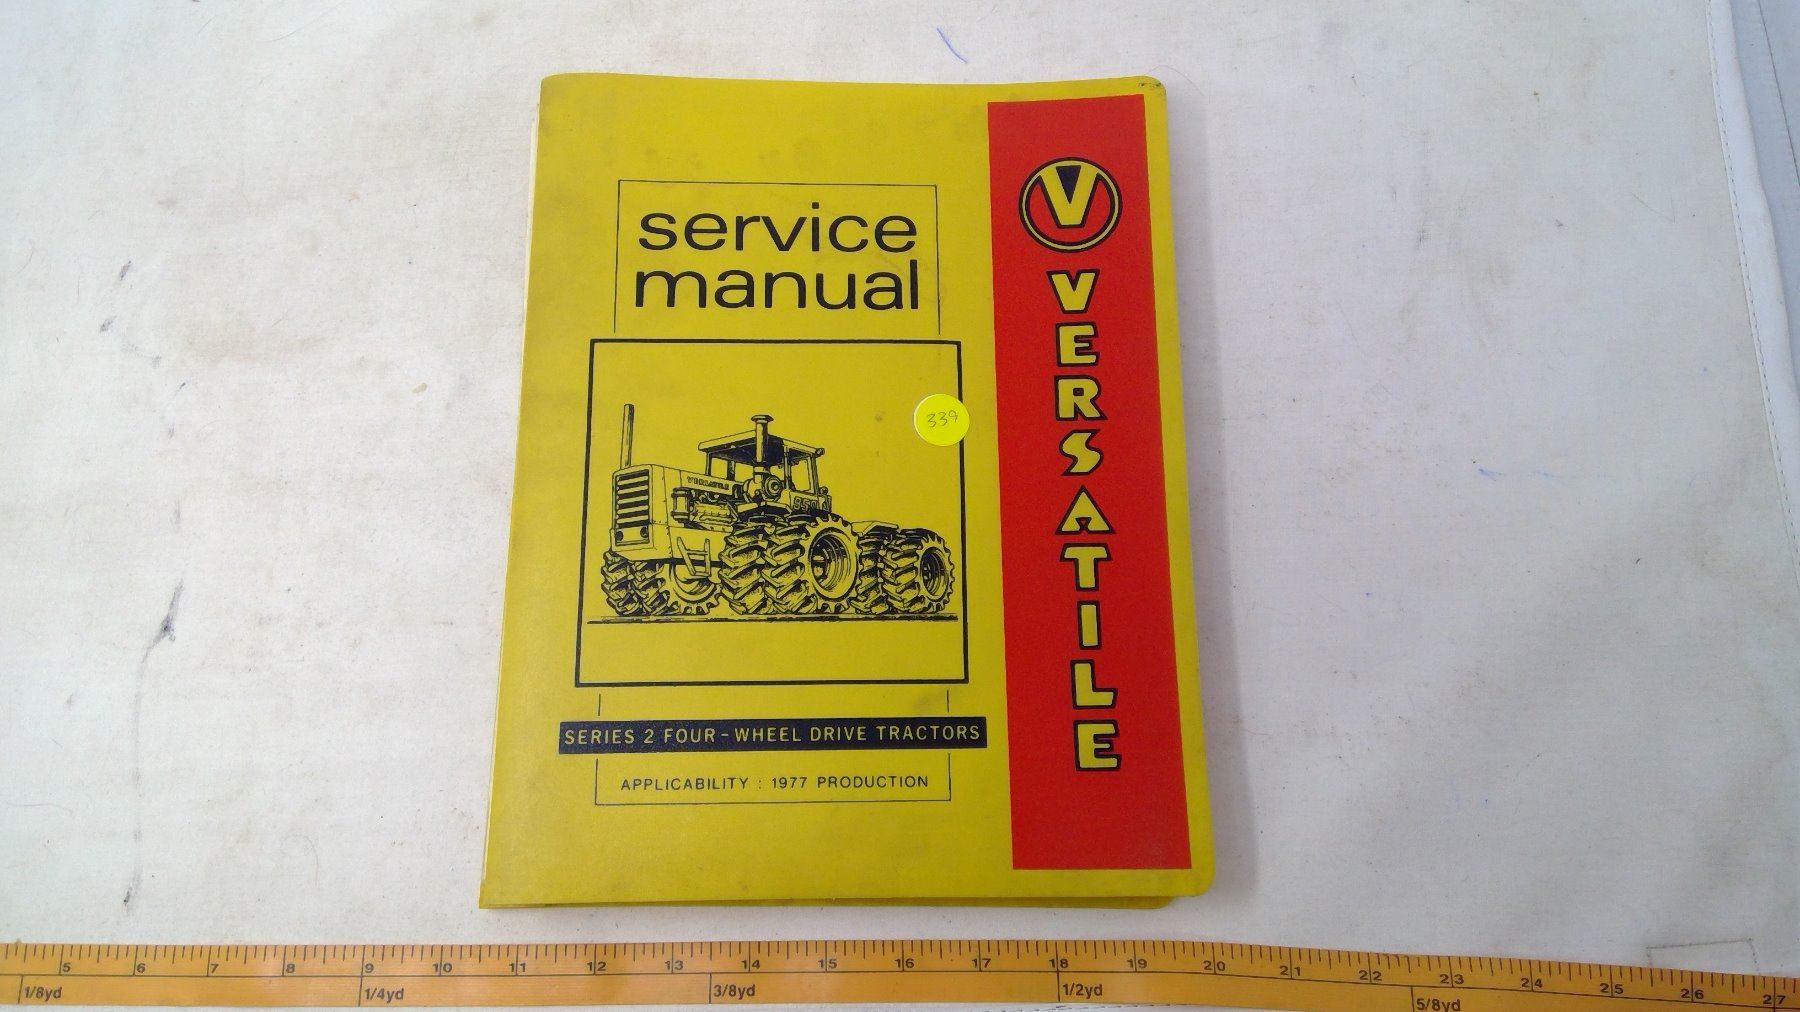 service
manual
V
VERSATILE
339
VERSATILE
950
SERIES 2 FOUR-WHEEL DRIVE TRACTORS
APPLICABILITY : 1977 PRODUCTION
5 6 7 8 9 10 11 12 13 14 15 16 17 18 19 20 21 22 23 24 25 26 27
1/8yd 1/4yd 3/8yd 1/2yd 5/8yd